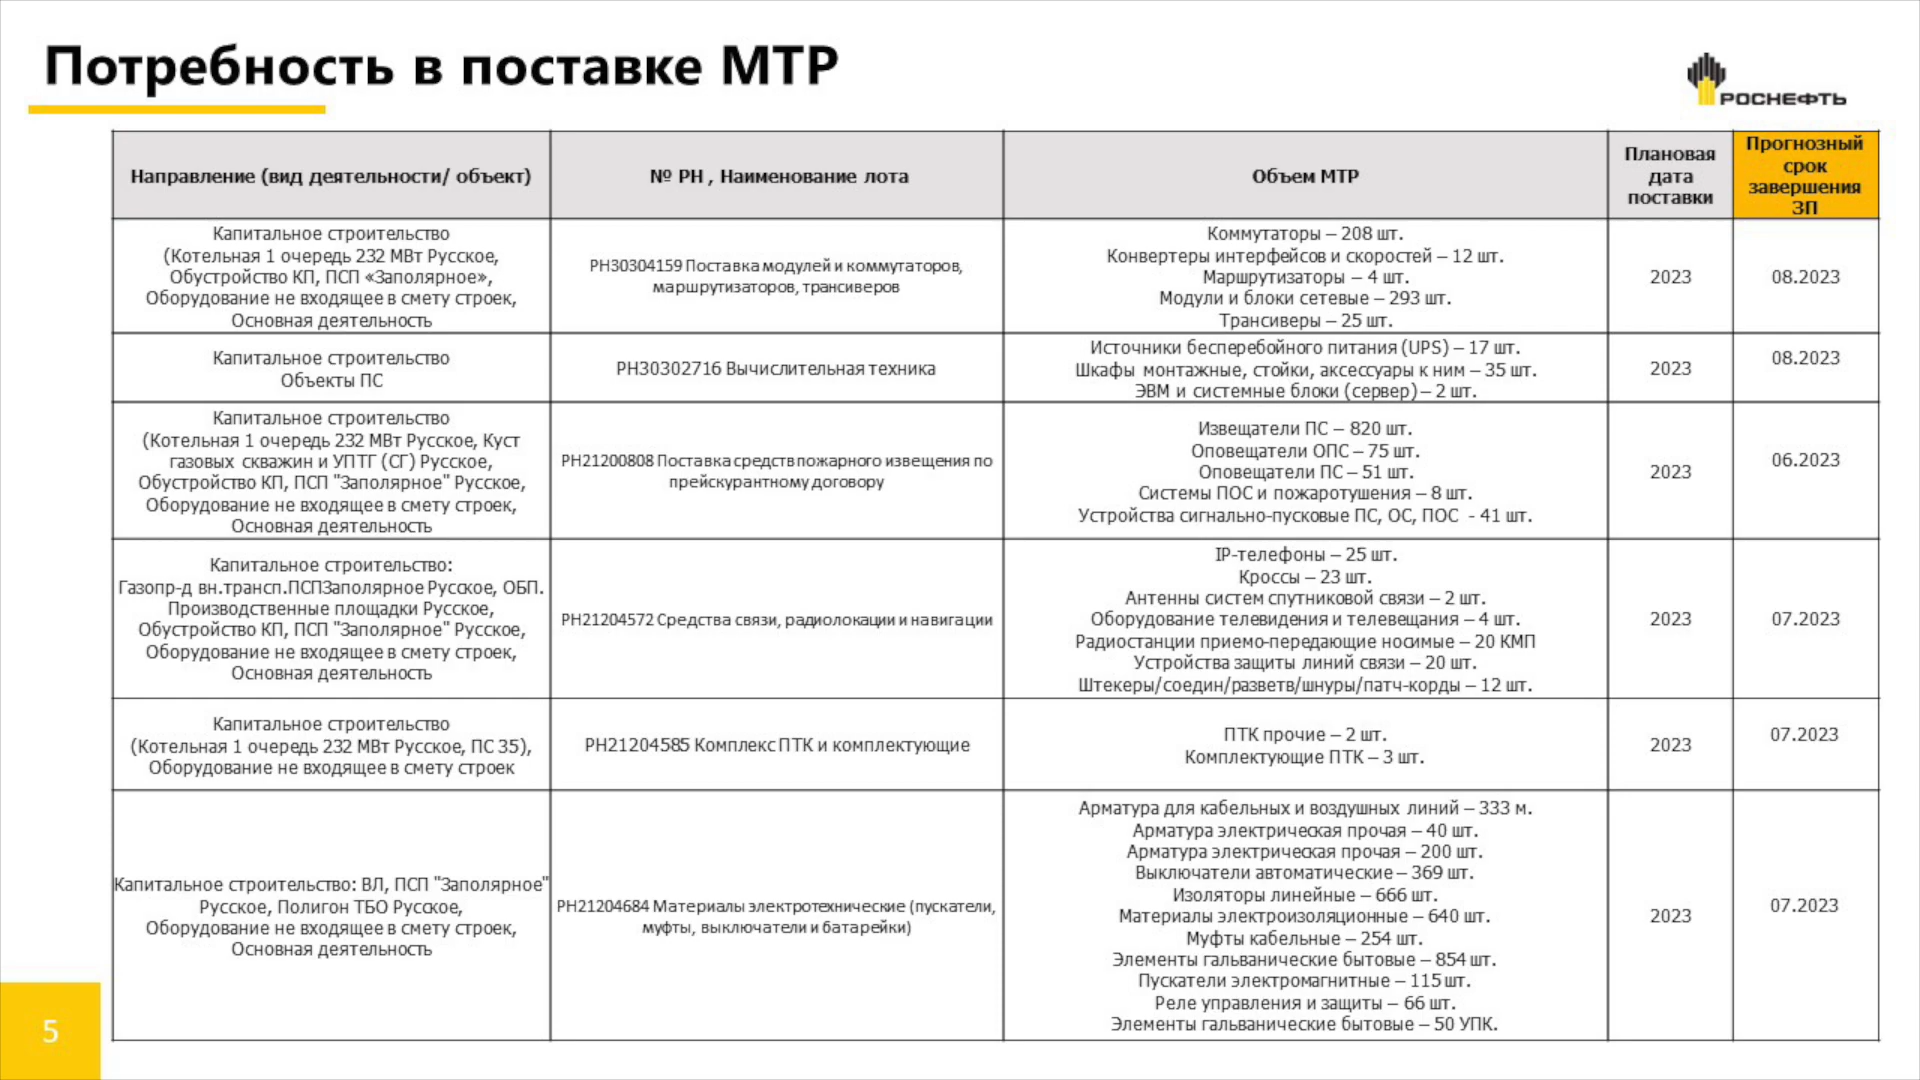 Потребность в поставке МТР
РОСНЕФТЬ
Направление (вид деятельности/ объект)
№ РН , Наименование лота
Объем МТР
Плановая
дата
поставки
Прогнозный
срок
завершения
ЗП
Капитальное строительство
(Котельная 1 очередь 232 МВт Русское,
Обустройство КП, ПСП «Заполярное»,
Оборудование не входящее в смету строек,
Основная деятельность
РН30304159 Поставка модулей и коммутаторов,
маршрутизаторов, трансиверов
Коммутаторы – 208 шт.
Конвертеры интерфейсов и скоростей – 12 шт.
Маршрутизаторы – 4 шт.
Модули и блоки сетевые – 293 шт.
Трансиверы – 25 шт.
2023
08.2023
Капитальное строительство
Объекты ПС
РН30302716 Вычислительная техника
Источники бесперебойного питания (UPS) – 17 шт.
Шкафы монтажные, стойки, аксессуары к ним – 35 шт.
ЭВМ и системные блоки (сервер) – 2 шт.
2023
08.2023
Капитальное строительство
(Котельная 1 очередь 232 МВт Русское, Куст
газовых скважин и УПТГ (СГ) Русское,
Обустройство КП, ПСП "Заполярное" Русское,
Оборудование не входящее в смету строек,
Основная деятельность
РН21200808 Поставка средств пожарного извещения по
прейскурантному договору
Извещатели ПС – 820 шт.
Оповещатели ОПС – 75 шт.
Оповещатели ПС – 51 шт.
Системы ПОС и пожаротушения – 8 шт.
Устройства сигнально-пусковые ПС, ОС, ПОС - 41 шт.
2023
06.2023
Капитальное строительство:
Газопр-д вн.трансп.ПСПЗаполярное Русское, ОБП.
Производственные площадки Русское,
Обустройство КП, ПСП "Заполярное" Русское,
Оборудование не входящее в смету строек,
Основная деятельность
РН21204572 Средства связи, радиолокации и навигации
IP-телефоны – 25 шт.
Кроссы – 23 шт.
Антенны систем спутниковой связи – 2 шт.
Оборудование телевидения и телевещания – 4 шт.
Радиостанции приемо-передающие носимые – 20 КМП
Устройства защиты линий связи – 20 шт.
Штекеры/соедин/разветв/шнуры/патч-корды – 12 шт.
2023
07.2023
Капитальное строительство
(Котельная 1 очередь 232 МВт Русское, ПС 35),
Оборудование не входящее в смету строек
РН21204585 Комплекс ПТК и комплектующие
ПТК прочие – 2 шт.
Комплектующие ПТК – 3 шт.
2023
07.2023
Капитальное строительство: ВЛ, ПСП "Заполярное"
Русское, Полигон ТБО Русское,
Оборудование не входящее в смету строек,
Основная деятельность
РН21204684 Материалы электротехнические (пускатели,
муфты, выключатели и батарейки)
Арматура для кабельных и воздушных линий – 333 м.
Арматура электрическая прочая – 40 шт.
Арматура электрическая прочая – 200 шт.
Выключатели автоматические – 369 шт.
Изоляторы линейные – 666 шт.
Материалы электроизоляционные – 640 шт.
Муфты кабельные – 254 шт.
Элементы гальванические бытовые – 854 шт.
Пускатели электромагнитные – 115 шт.
Реле управления и защиты – 66 шт.
Элементы гальванические бытовые – 50 УПК.
2023
07.2023
5